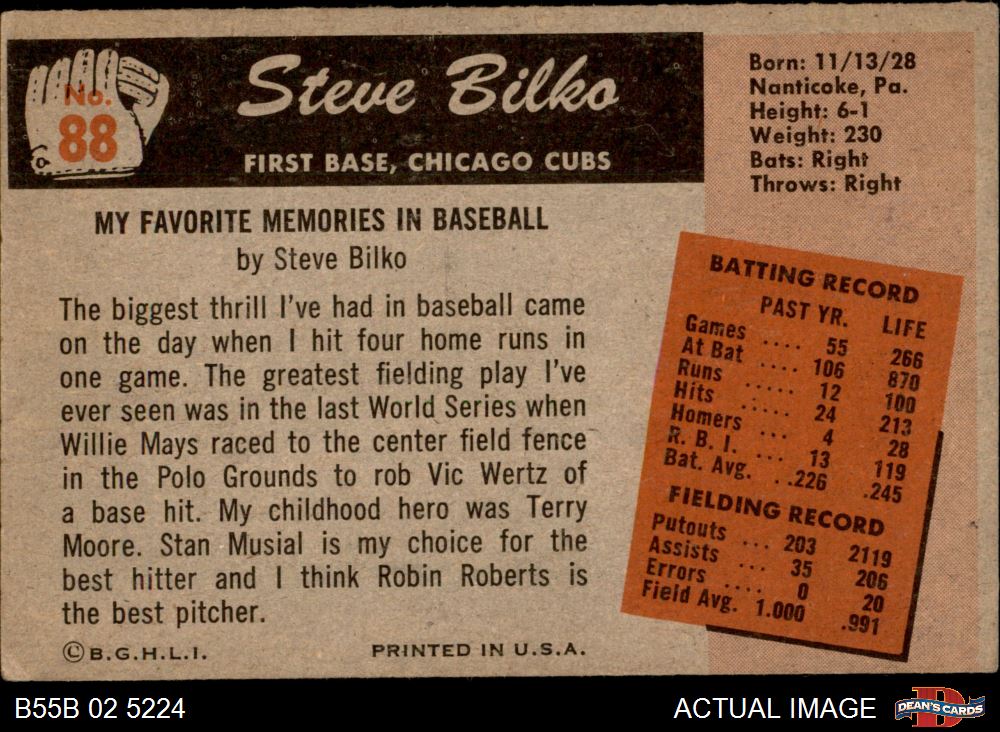 No.
88
Steve Bilko
FIRST BASE, CHICAGO CUBS
Born: 11/13/28
Nanticoke, Pa.
Height: 6-1
Weight: 230
Bats: Right
Throws: Right
MY FAVORITE MEMORIES IN BASEBALL
by Steve Bilko
The biggest thrill I've had in baseball came
on the day when I hit four home runs in
one game. The greatest fielding play I've
ever seen was in the last World Series when
Willie Mays raced to the center field fence
in the Polo Grounds to rob Vic Wertz of
a base hit. My childhood hero was Terry
Moore. Stan Musial is my choice for the
best hitter and I think Robin Roberts is
the best pitcher.
©B.G.H.L.I. PRINTED IN U.S.A.
BATTING RECORD
PAST YR. LIFE
Games .... 55 266
At Bat .... 106 870
Runs ..... 12 100
Hits ..... 24 213
Homers ... 4 28
R. B. I. ... 13 119
Bat. Avg. ..226 .245
FIELDING RECORD
Putouts ... 203 2119
Assists .... 35 206
Errors .... 0 20
Field Avg. 1.000 .991
B55B 02 5224 ACTUAL IMAGE
D
DEAN'S CARDS